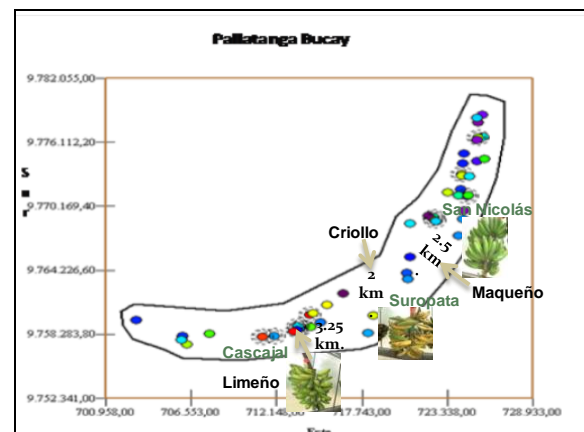 Pallatanga Bucay
9.782.055,00
9.776.112,20
9.770.169,40
9.764.226,60
9.758.283,80
9.752.341,00
Sur
San Nicolás
Criollo
2.5
km
2
km
Maqueño
Suropata
3.25
km.
Cascajal
Limeño
700.958,00
706.553,00
712.148,00
717.743,00
723.338,00
728.933,00
Este